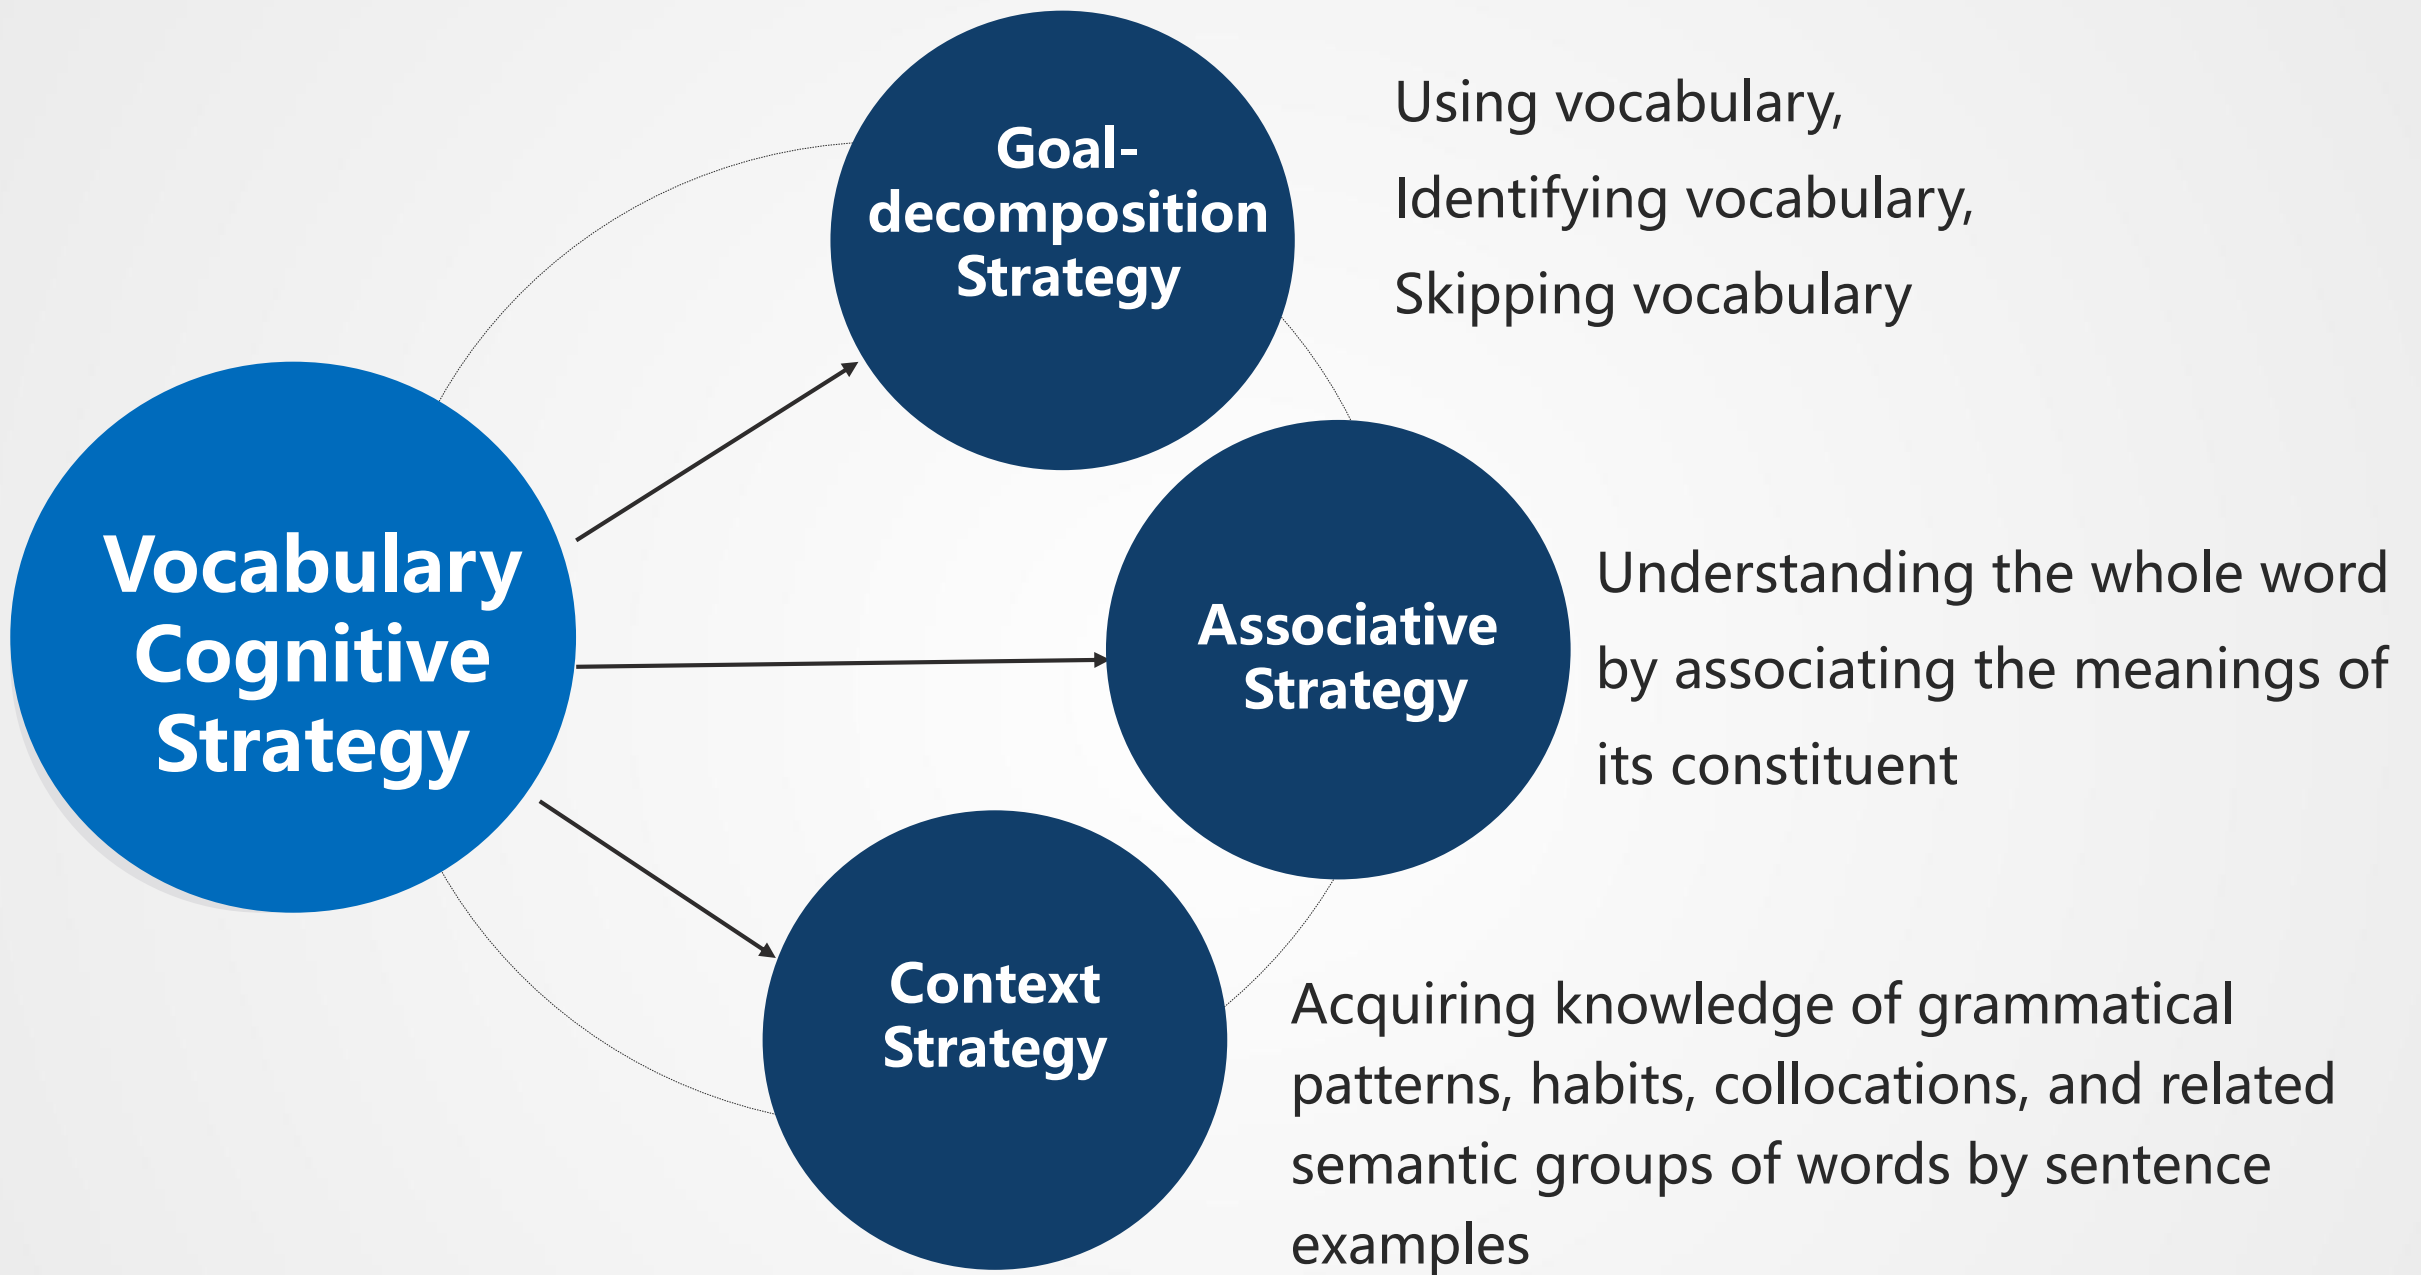 Goal-
decomposition
Strategy
Using vocabulary,
Identifying vocabulary,
Skipping vocabulary
Vocabulary
Cognitive
Strategy
Associative
Strategy
Understanding the whole word
by associating the meanings of
its constituent
Context
Strategy
Acquiring knowledge of grammatical
patterns, habits, collocations, and related
semantic groups of words by sentence
examples